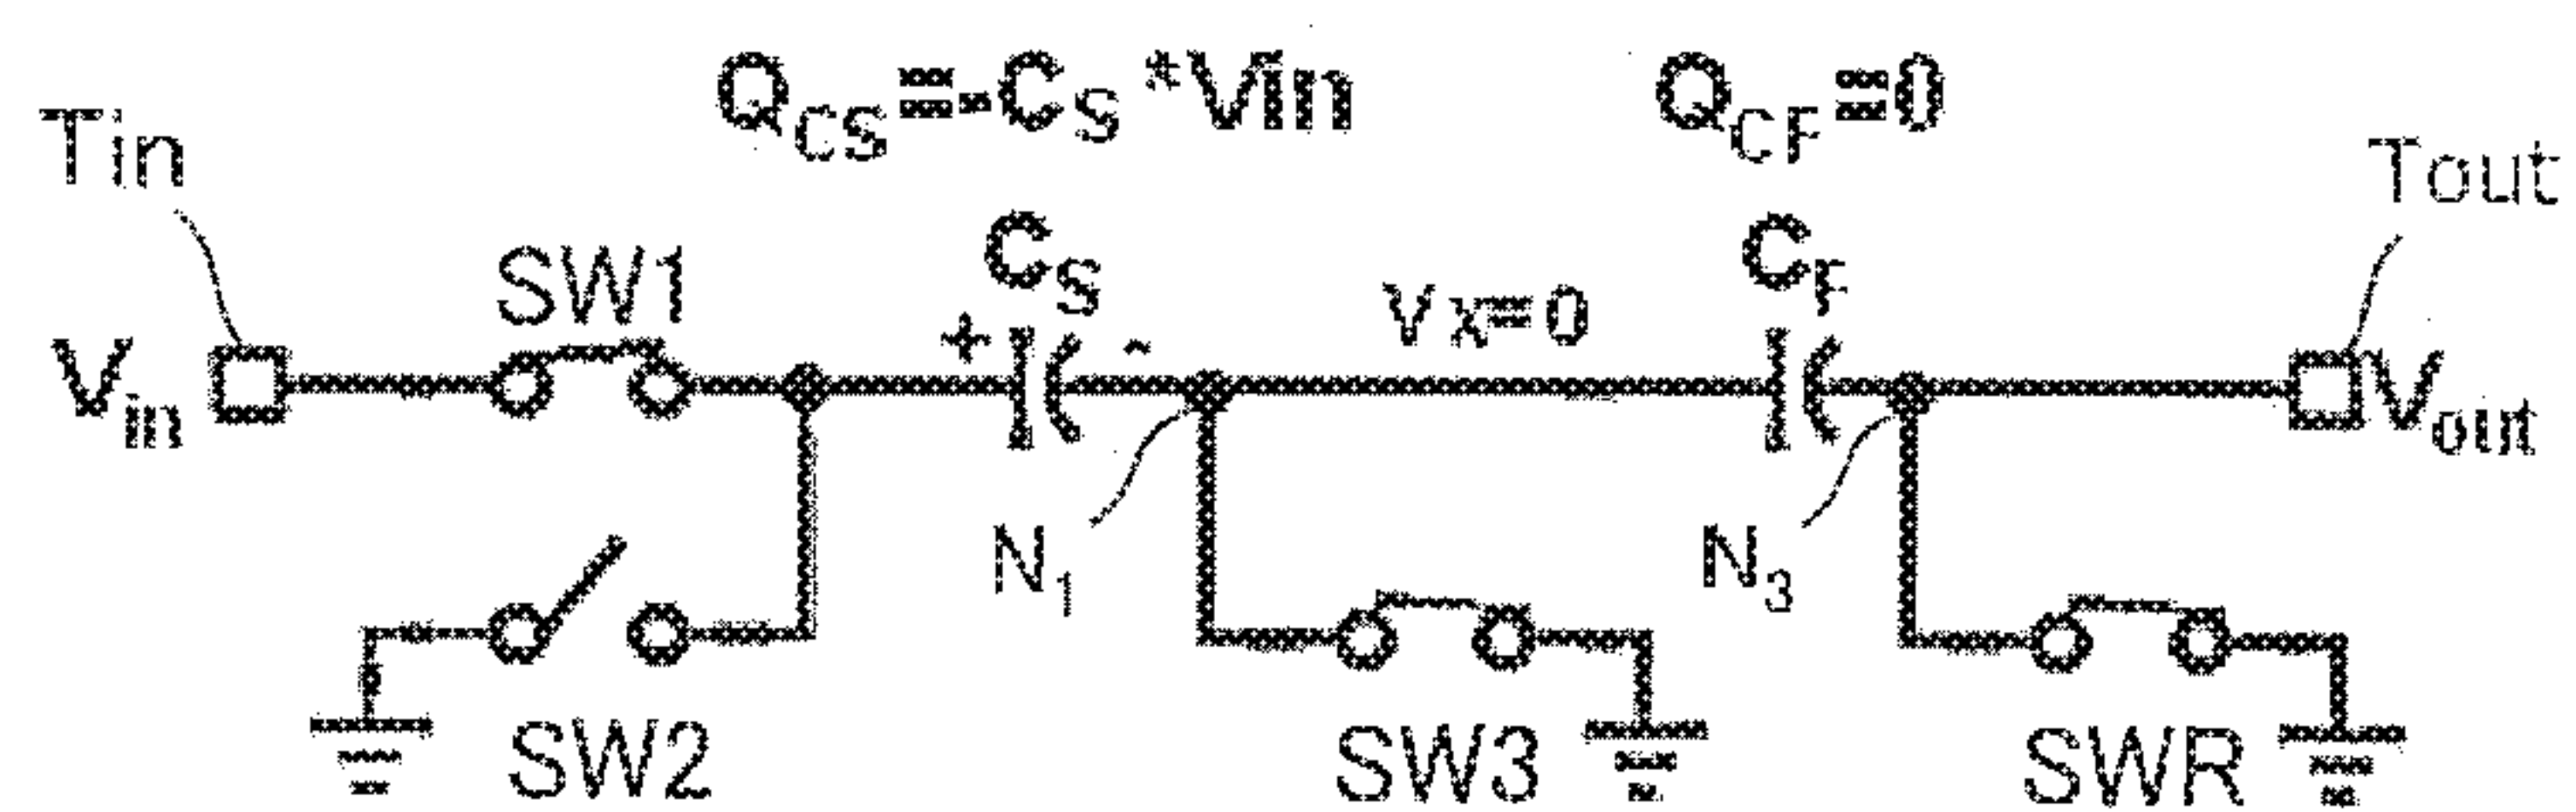 Q_CS=-C_S*Vin
Q_CF=0
Tin
Tout
C_S
C_F
SW1
+
-
Vx=0
V_in
V_out
N_1
N_3
SW2
SW3
SWR